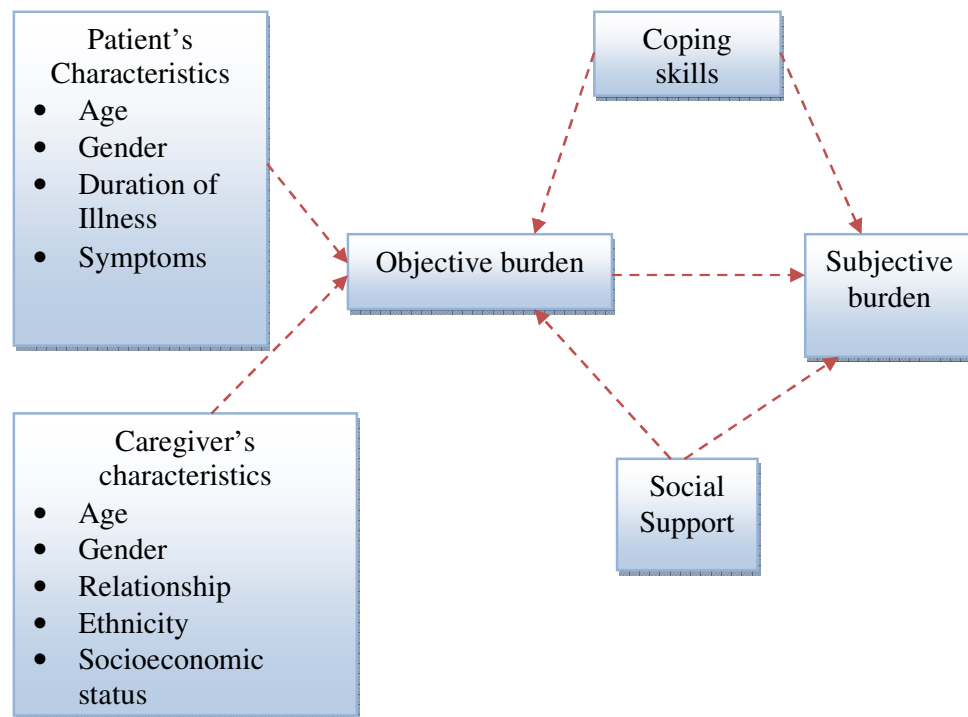 Patient’s
Characteristics
• Age
• Gender
• Duration of
Illness
• Symptoms
Coping
skills
Objective burden
Subjective
burden
Caregiver’s
characteristics
• Age
• Gender
• Relationship
• Ethnicity
• Socioeconomic
status
Social
Support